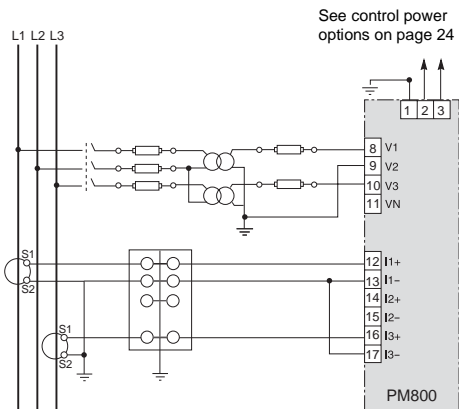 See control power
options on page 24
L1 L2 L3
1 2 3
8 V1
9 V2
10 V3
11 VN
S1
S2
12 I1+
13 I1–
14 I2+
15 I2–
S1
S2
16 I3+
17 I3–
PM800